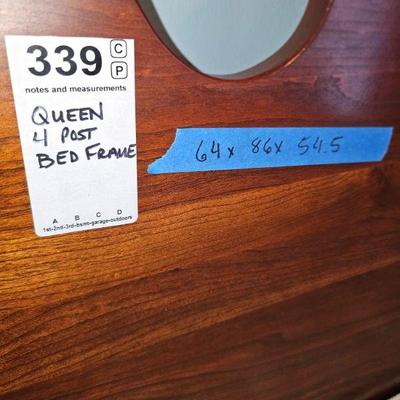 339 C
P
notes and measurements
QUEEN
4 POST
BED FRAME
A B C D
1st-2nd-3rd-bsmt-garage-outdoors
64 x 86 x 54.5